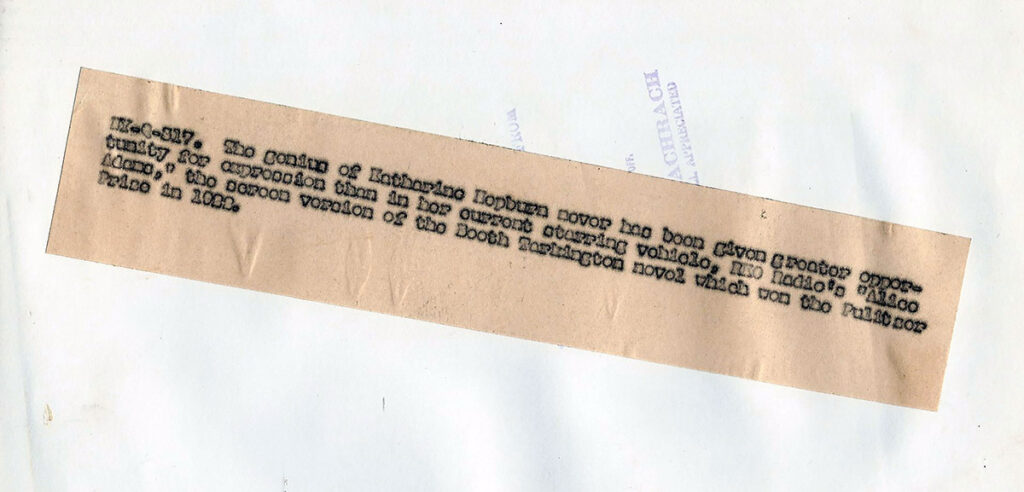 ACHRACH
APPRECIATED
The genius of Katharine Hepburn never has been given greater oppor-
tunity for expression than in her current starring vehicle, RKO Radio's "Alice
Adams," the screen version of the Booth Tarkington novel which won the Pulitzer
Prize in 1922.